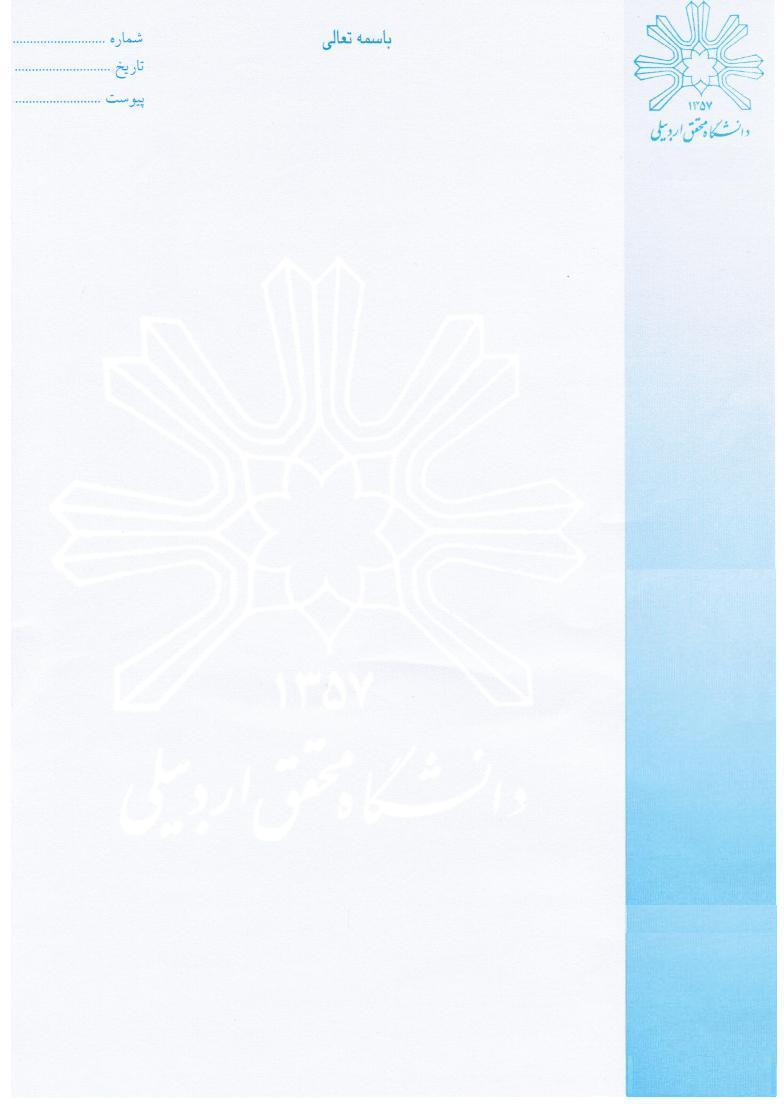 باسمه تعالی
شماره ..........................
تاریخ ...........................
پیوست ........................
۱۳۵۷
دانشگاه محقق اردبیلی
۱۳۵۷
دانشگاه محقق اردبیلی